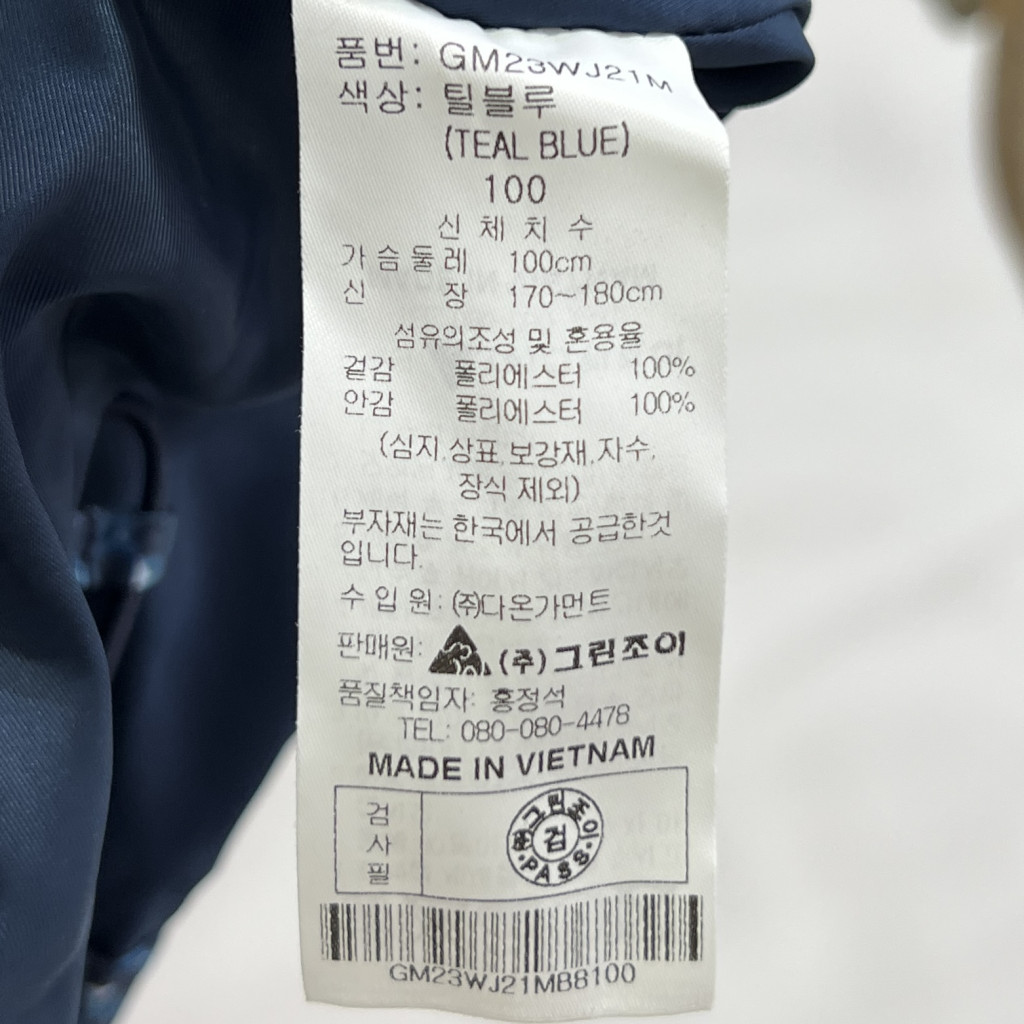 품번: GM23WJ21M
색상: 틸블루
(TEAL BLUE)
100
신 체 치 수
가슴둘레 100cm
신 장 170~180cm
섬유의조성 및 혼용율
겉감 폴리에스터 100%
안감 폴리에스터 100%
(심지,상표,보강재,자수,
장식 제외)
부자재는 한국에서 공급한것
입니다.
수 입 원: (주)다온가먼트
판매원: (주)그린조이
품질책임자: 홍정석
TEL: 080-080-4478
MADE IN VIETNAM
검
사
필
㈜그린조이
검
·PASS·
GM23WJ21MB8100